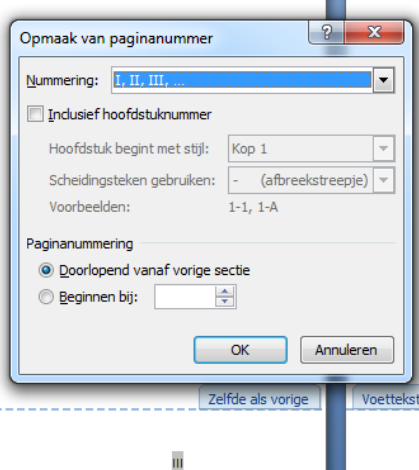 Opmaak van paginanummer
Nummering: I, II, III, ...
Inclusief hoofdstuknummer
Hoofdstuk begint met stijl: Kop 1
Scheidingsteken gebruiken: - (afbreekstreepje)
Voorbeelden: 1-1, 1-A
Paginanummering
Doorlopend vanaf vorige sectie
Beginnen bij:
OK Annuleren
Zelfde als vorige Voettekst
III